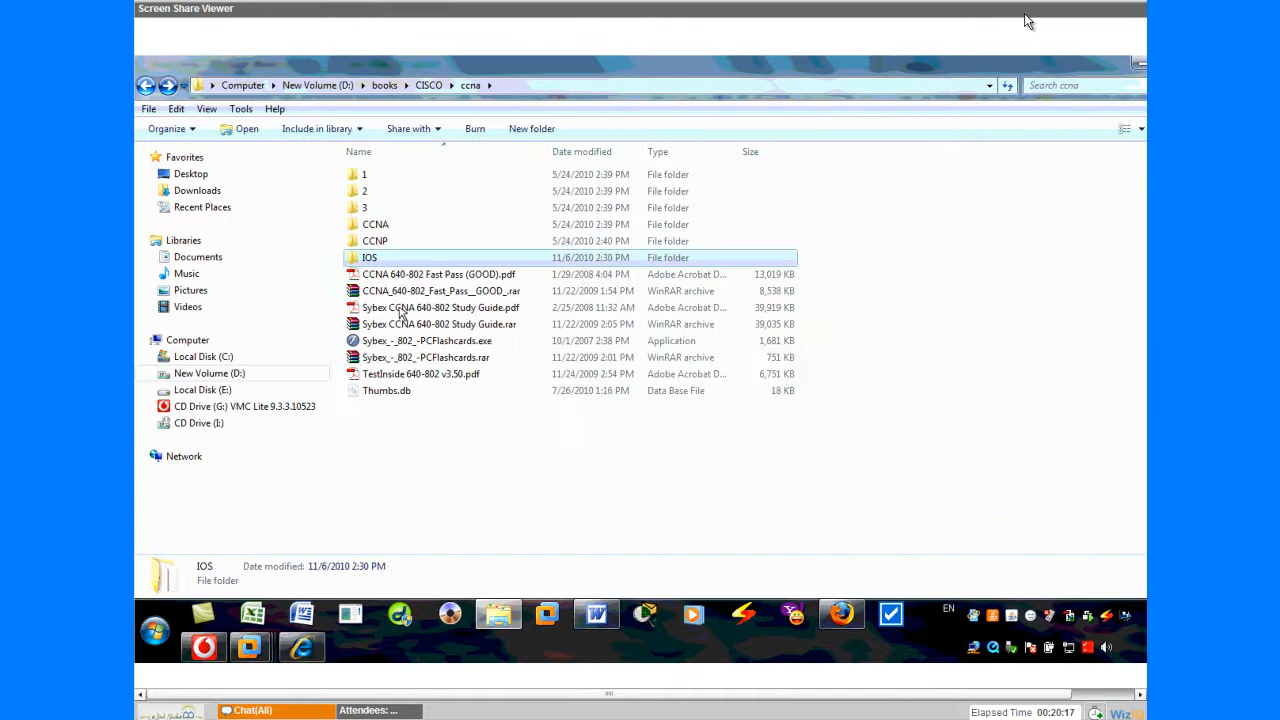 Screen Share Viewer
Computer New Volume (D:) books CISCO ccna Search ccna
File Edit View Tools Help
Organize Open Include in library Share with Burn New folder
Name Date modified Type Size
Favorites
Desktop
Downloads
Recent Places
Libraries
Documents
Music
Pictures
Videos
Computer
Local Disk (C:)
New Volume (D:)
Local Disk (E:)
CD Drive (G:) VMC Lite 9.3.3.10523
CD Drive (I:)
Network
1 5/24/2010 2:39 PM File folder
2 5/24/2010 2:39 PM File folder
3 5/24/2010 2:39 PM File folder
CCNA 5/24/2010 2:39 PM File folder
CCNP 5/24/2010 2:40 PM File folder
IOS 11/6/2010 2:30 PM File folder
CCNA 640-802 Fast Pass (GOOD).pdf 1/29/2008 4:04 PM Adobe Acrobat D... 13,019 KB
CCNA_640-802_Fast_Pass__GOOD_.rar 11/22/2009 1:54 PM WinRAR archive 8,538 KB
Sybex CCNA 640-802 Study Guide.pdf 2/25/2008 11:32 AM Adobe Acrobat D... 39,919 KB
Sybex CCNA 640-802 Study Guide.rar 11/22/2009 2:05 PM WinRAR archive 39,035 KB
Sybex_-_802_-PCFlashcards.exe 10/1/2007 2:38 PM Application 1,681 KB
Sybex_-_802_-PCFlashcards.rar 11/22/2009 2:01 PM WinRAR archive 751 KB
TestInside 640-802 v3.50.pdf 11/24/2009 2:54 PM Adobe Acrobat D... 6,751 KB
Thumbs.db 7/26/2010 1:16 PM Data Base File 18 KB
IOS Date modified: 11/6/2010 2:30 PM
File folder
EN
Chat(All) Attendees: ... Elapsed Time 00:20:17